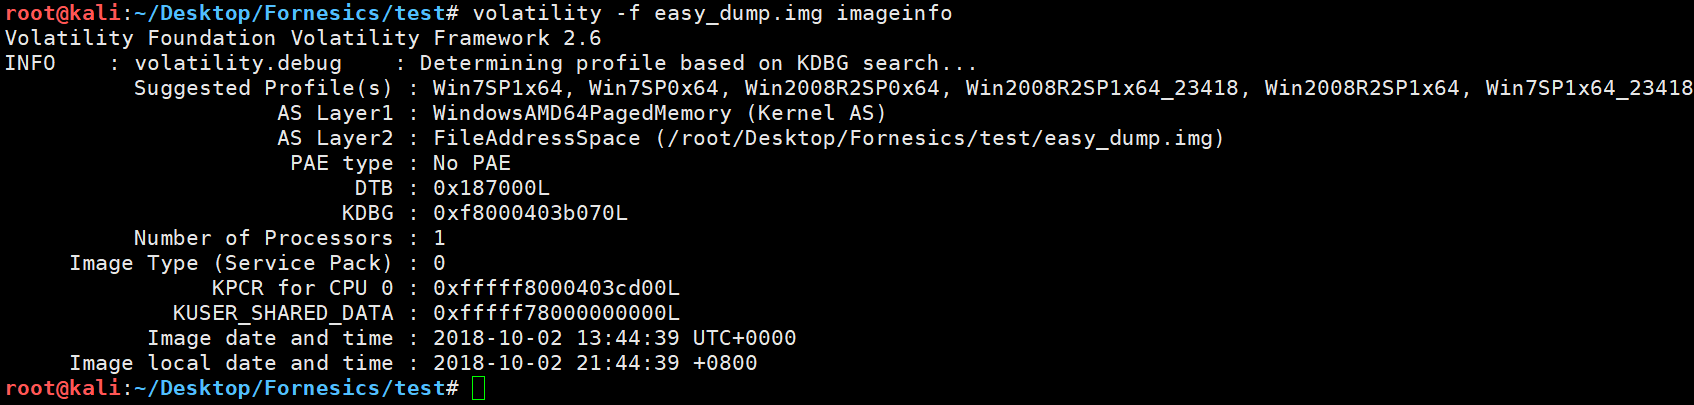 root@kali:~/Desktop/Fornesics/test# volatility -f easy_dump.img imageinfo
Volatility Foundation Volatility Framework 2.6
INFO    : volatility.debug    : Determining profile based on KDBG search...
          Suggested Profile(s) : Win7SP1x64, Win7SP0x64, Win2008R2SP0x64, Win2008R2SP1x64_23418, Win2008R2SP1x64, Win7SP1x64_23418
                     AS Layer1 : WindowsAMD64PagedMemory (Kernel AS)
                     AS Layer2 : FileAddressSpace (/root/Desktop/Fornesics/test/easy_dump.img)
                      PAE type : No PAE
                           DTB : 0x187000L
                          KDBG : 0xf8000403b070L
          Number of Processors : 1
     Image Type (Service Pack) : 0
                KPCR for CPU 0 : 0xfffff8000403cd00L
             KUSER_SHARED_DATA : 0xfffff78000000000L
           Image date and time : 2018-10-02 13:44:39 UTC+0000
     Image local date and time : 2018-10-02 21:44:39 +0800
root@kali:~/Desktop/Fornesics/test#